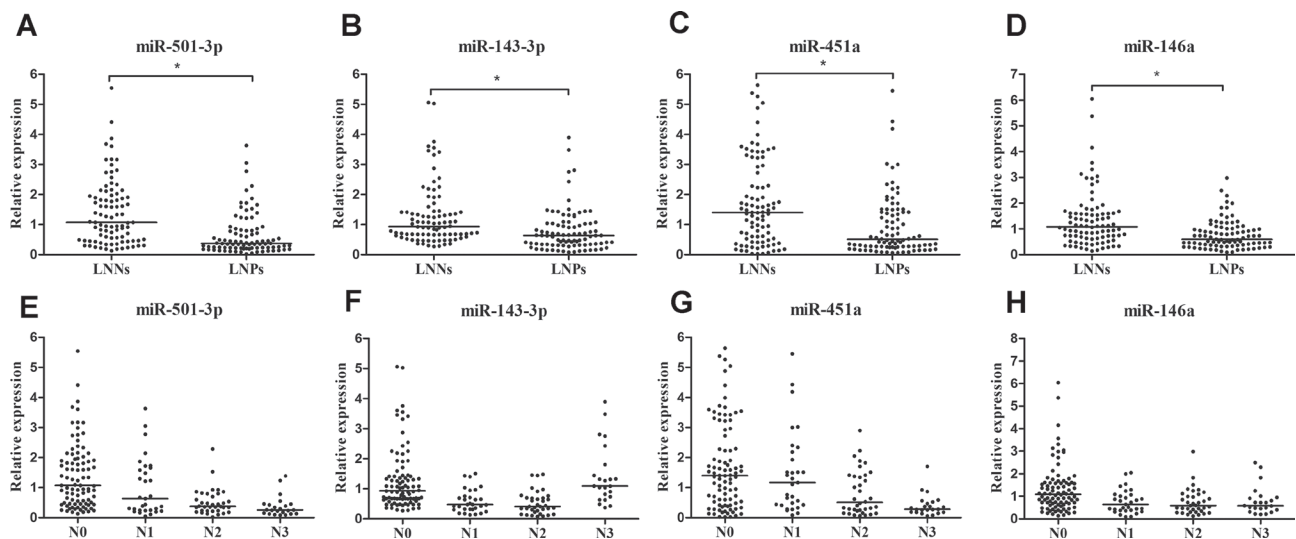 A
miR-501-3p
*
Relative expression
6
5
4
3
2
1
0
LNNs LNPs
B
miR-143-3p
*
Relative expression
6
5
4
3
2
1
0
LNNs LNPs
C
miR-451a
*
Relative expression
6
5
4
3
2
1
0
LNNs LNPs
D
miR-146a
*
Relative expression
7
6
5
4
3
2
1
0
LNNs LNPs
E
miR-501-3p
Relative expression
6
5
4
3
2
1
0
N0 N1 N2 N3
F
miR-143-3p
Relative expression
6
5
4
3
2
1
0
N0 N1 N2 N3
G
miR-451a
Relative expression
6
5
4
3
2
1
0
N0 N1 N2 N3
H
miR-146a
Relative expression
8
7
6
5
4
3
2
1
0
N0 N1 N2 N3